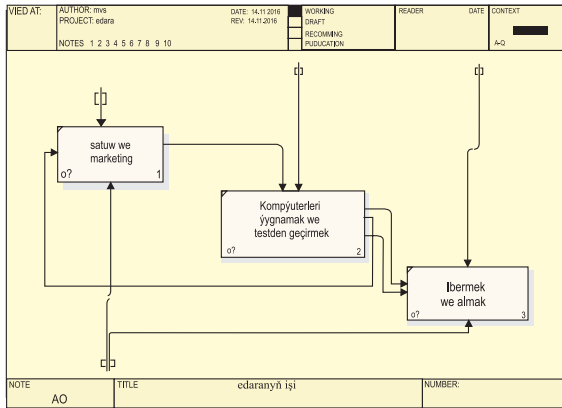 VIED AT:
AUTHOR: mvs
PROJECT: edara
NOTES 1 2 3 4 5 6 7 8 9 10
DATE: 14.11.2016
REV: 14.11.2016
WORKING
DRAFT
RECOMMING
PUDUCATION
READER DATE
CONTEXT
A-Q
satuw we
marketing
o? 1
Kompýuterleri
ýygnamak we
testden geçirmek
o? 2
Ibermek
we almak
o? 3
NOTE
AO
TITLE
edaranyň işi
NUMBER: